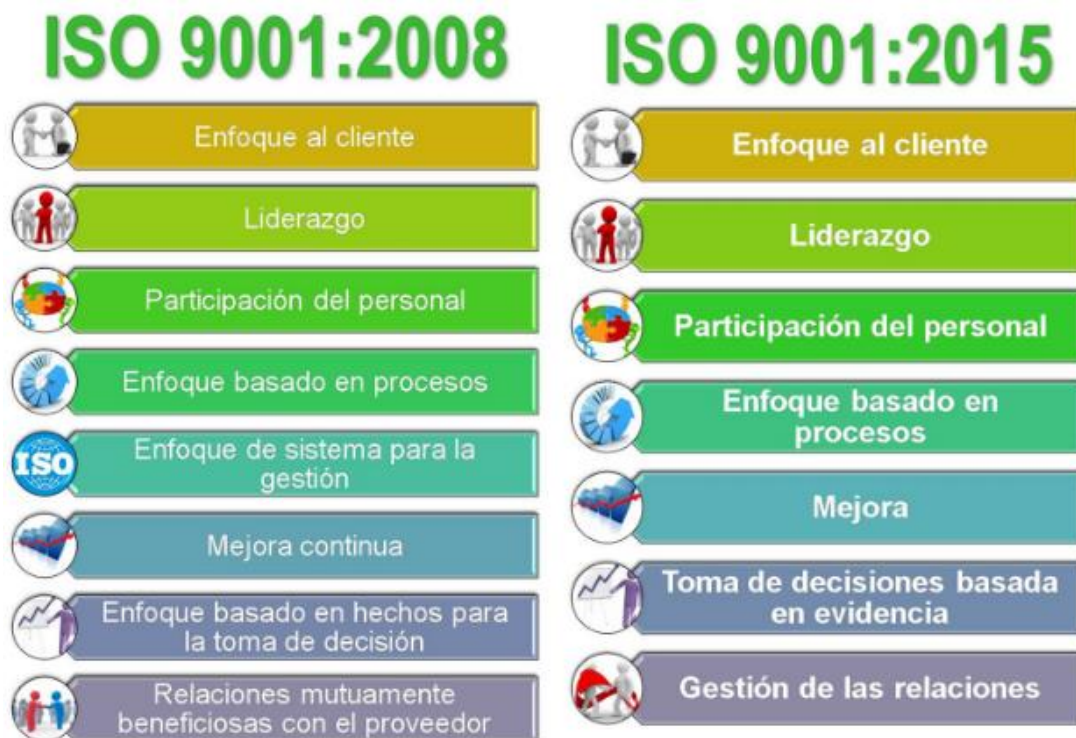 ISO 9001:2008
Enfoque al cliente
Liderazgo
Participación del personal
Enfoque basado en procesos
ISO
Enfoque de sistema para la
gestión
Mejora continua
Enfoque basado en hechos para
la toma de decisión
Relaciones mutuamente
beneficiosas con el proveedor
ISO 9001:2015
Enfoque al cliente
Liderazgo
Participación del personal
Enfoque basado en
procesos
Mejora
Toma de decisiones basada
en evidencia
Gestión de las relaciones